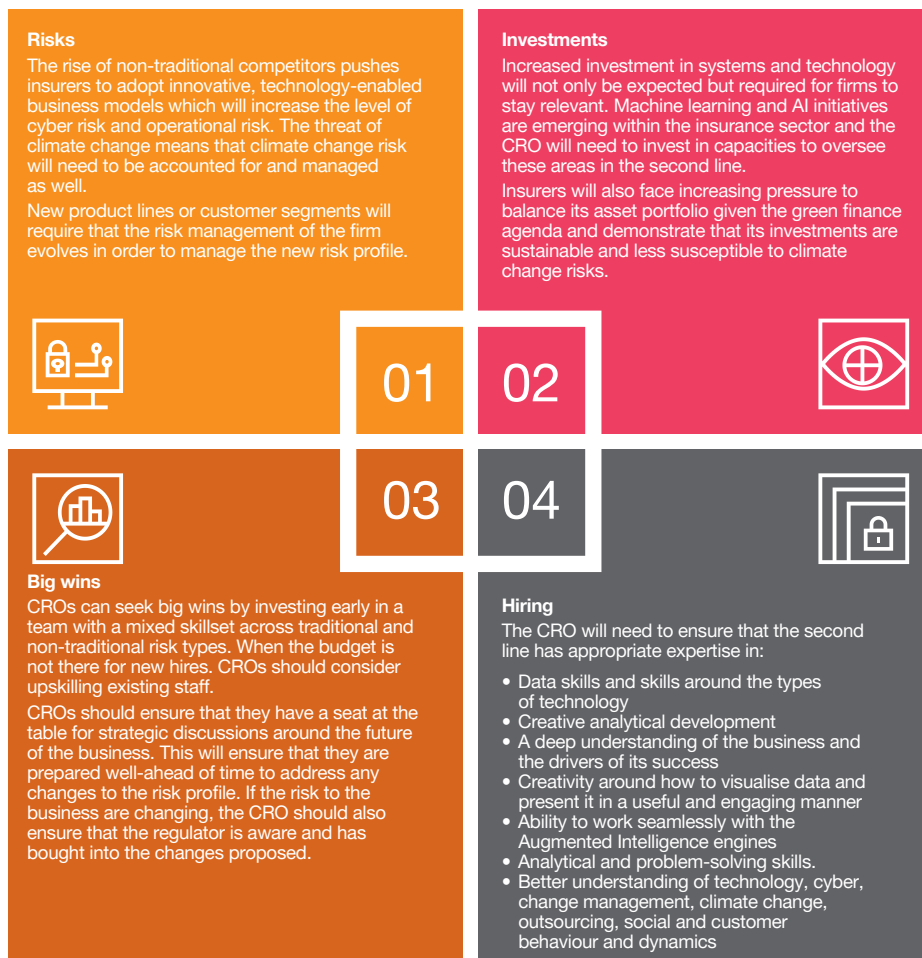 Risks
The rise of non-traditional competitors pushes
insurers to adopt innovative, technology-enabled
business models which will increase the level of
cyber risk and operational risk. The threat of
climate change means that climate change risk
will need to be accounted for and managed
as well.
New product lines or customer segments will
require that the risk management of the firm
evolves in order to manage the new risk profile.
01
Investments
Increased investment in systems and technology
will not only be expected but required for firms to
stay relevant. Machine learning and AI initiatives
are emerging within the insurance sector and the
CRO will need to invest in capacities to oversee
these areas in the second line.
Insurers will also face increasing pressure to
balance its asset portfolio given the green finance
agenda and demonstrate that its investments are
sustainable and less susceptible to climate
change risks.
02
03
Big wins
CROs can seek big wins by investing early in a
team with a mixed skillset across traditional and
non-traditional risk types. When the budget is
not there for new hires. CROs should consider
upskilling existing staff.
CROs should ensure that they have a seat at the
table for strategic discussions around the future
of the business. This will ensure that they are
prepared well-ahead of time to address any
changes to the risk profile. If the risk to the
business are changing, the CRO should also
ensure that the regulator is aware and has
bought into the changes proposed.
04
Hiring
The CRO will need to ensure that the second
line has appropriate expertise in:
• Data skills and skills around the types
of technology
• Creative analytical development
• A deep understanding of the business and
the drivers of its success
• Creativity around how to visualise data and
present it in a useful and engaging manner
• Ability to work seamlessly with the
Augmented Intelligence engines
• Analytical and problem-solving skills.
• Better understanding of technology, cyber,
change management, climate change,
outsourcing, social and customer
behaviour and dynamics